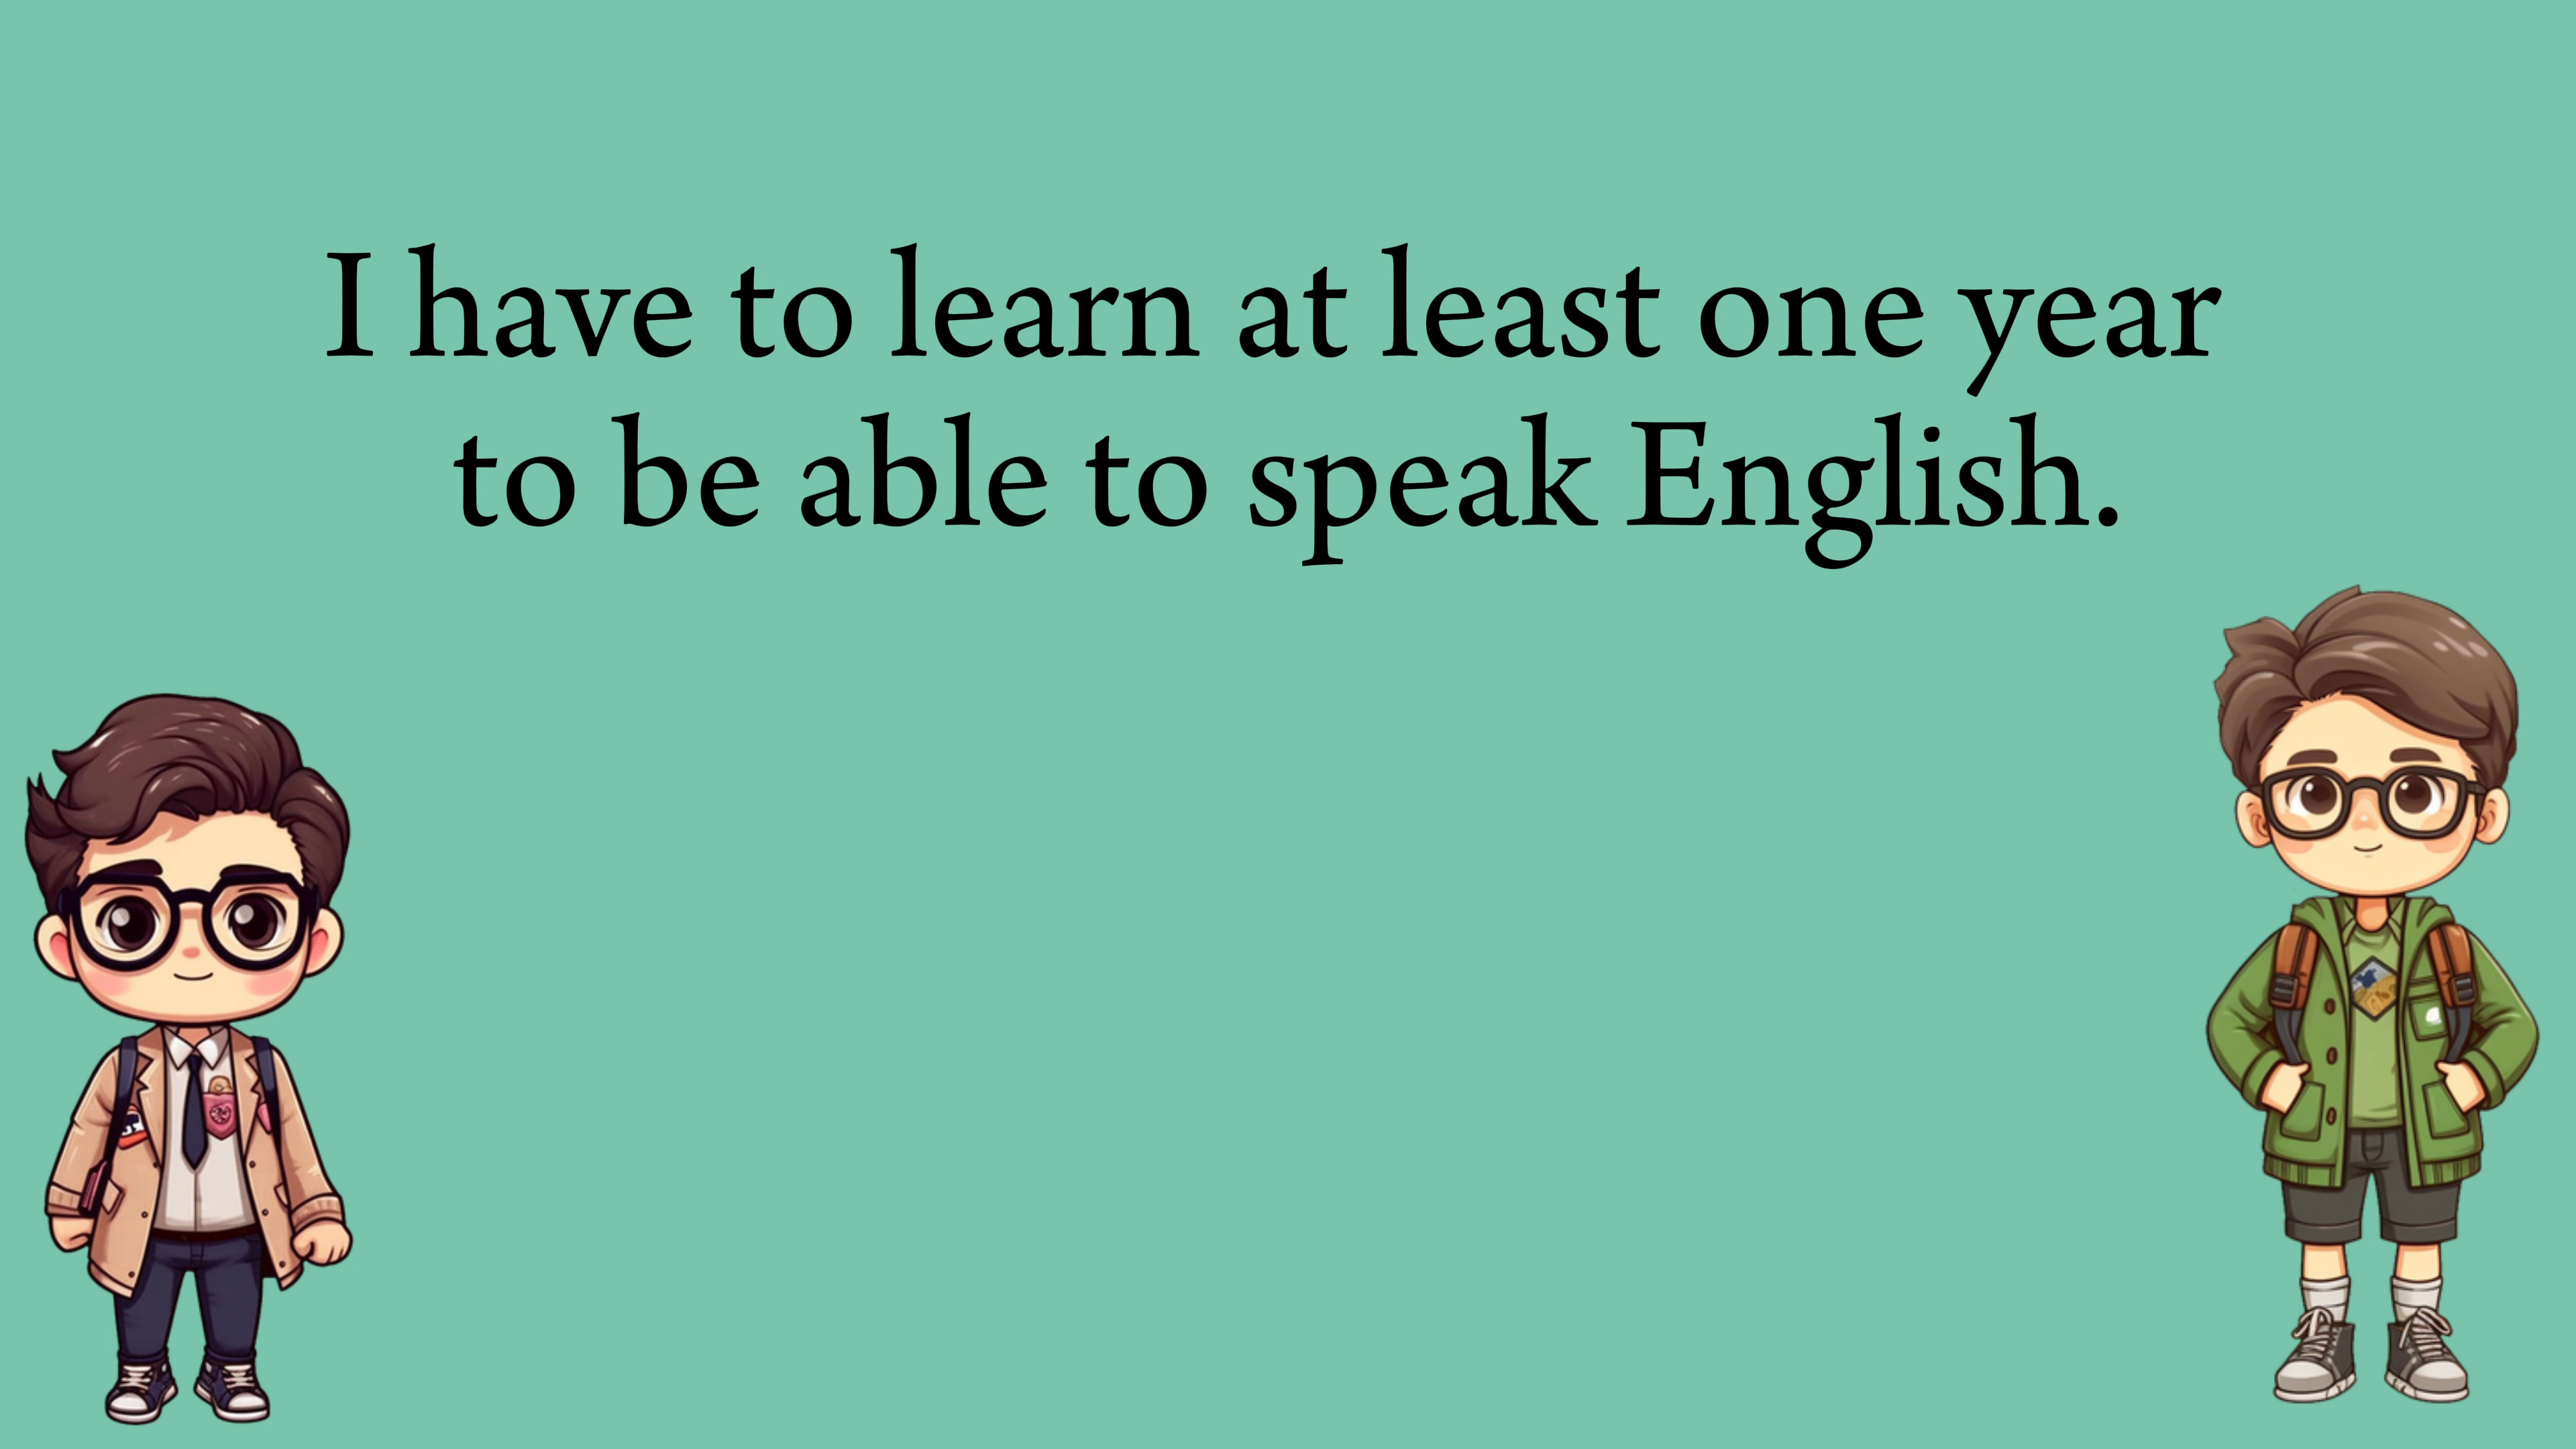 I have to learn at least one year
to be able to speak English.